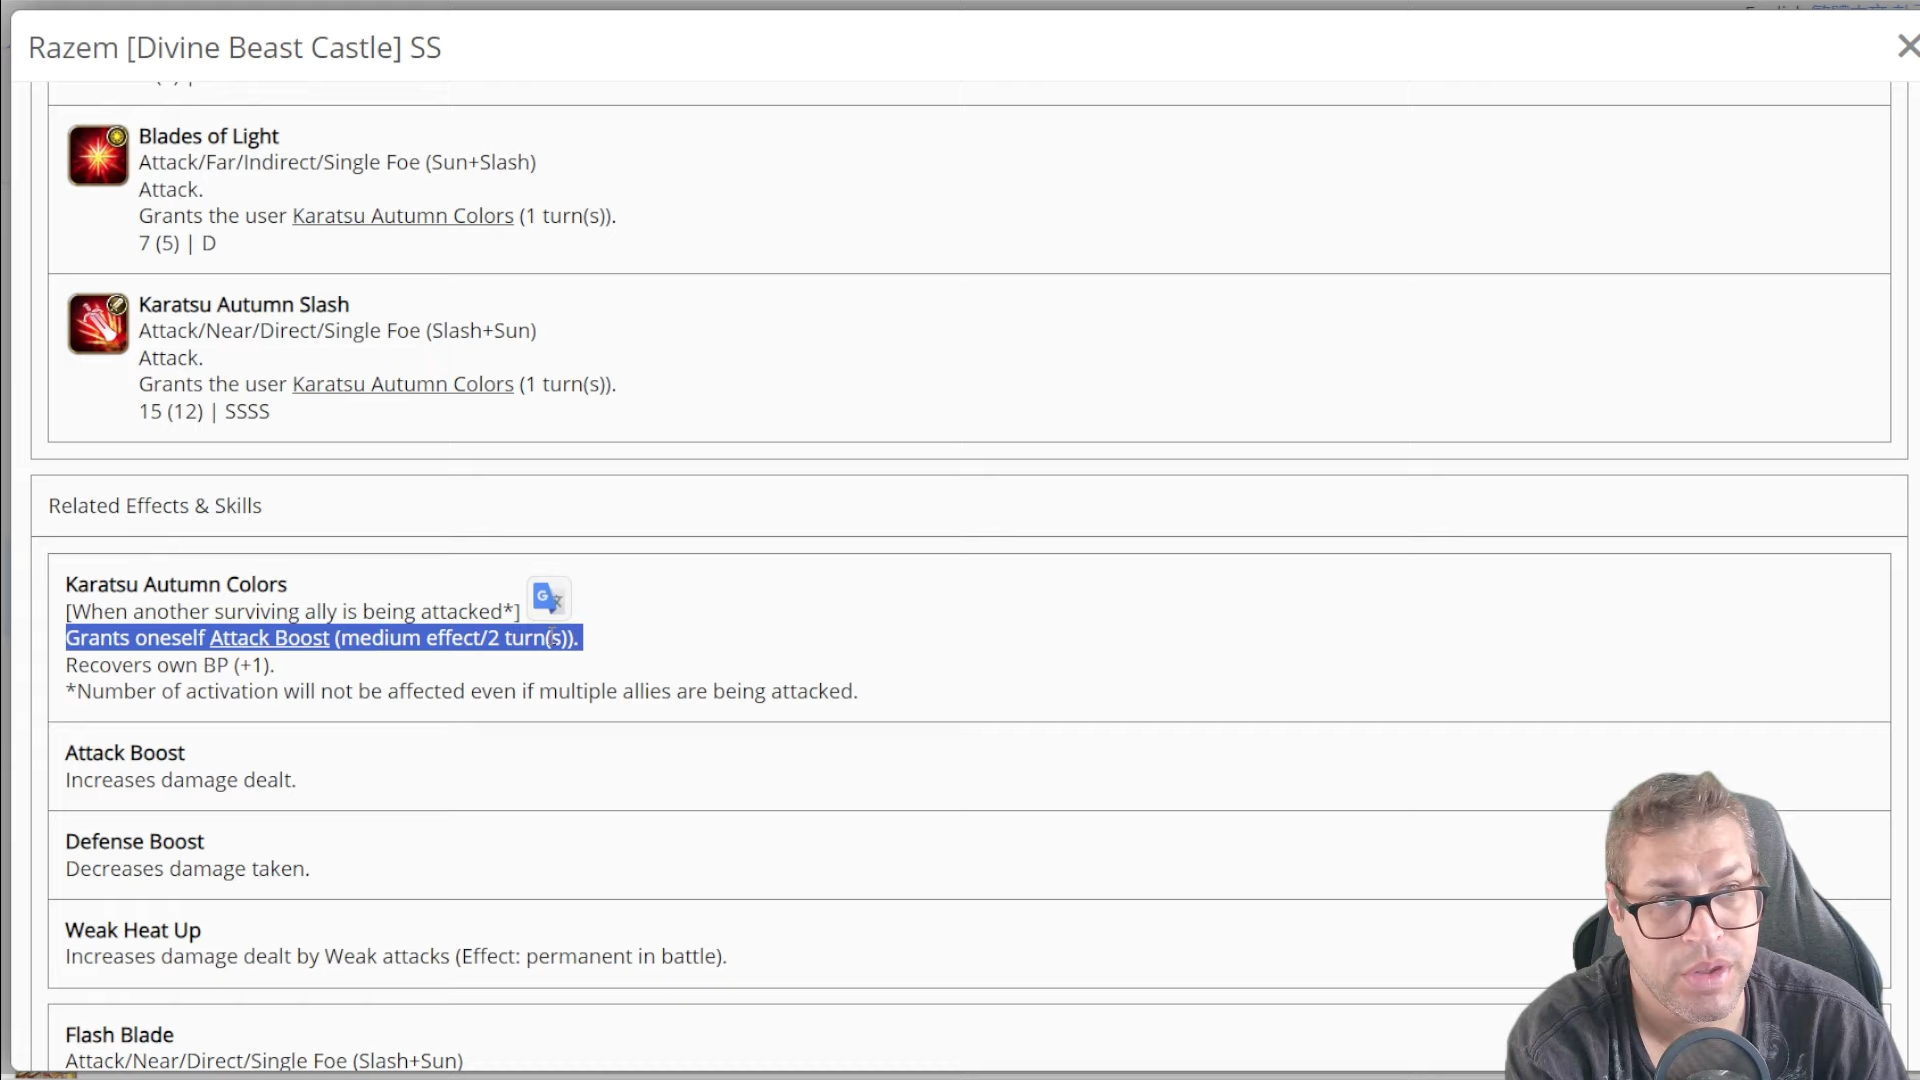 Razem [Divine Beast Castle] SS
Blades of Light
Attack/Far/Indirect/Single Foe (Sun+Slash)
Attack.
Grants the user Karatsu Autumn Colors (1 turn(s)).
7 (5) | D
Karatsu Autumn Slash
Attack/Near/Direct/Single Foe (Slash+Sun)
Attack.
Grants the user Karatsu Autumn Colors (1 turn(s)).
15 (12) | SSSS
Related Effects & Skills
Karatsu Autumn Colors
[When another surviving ally is being attacked*]
Grants oneself Attack Boost (medium effect/2 turn(s)).
Recovers own BP (+1).
*Number of activation will not be affected even if multiple allies are being attacked.
Attack Boost
Increases damage dealt.
Defense Boost
Decreases damage taken.
Weak Heat Up
Increases damage dealt by Weak attacks (Effect: permanent in battle).
Flash Blade
Attack/Near/Direct/Single Foe (Slash+Sun)